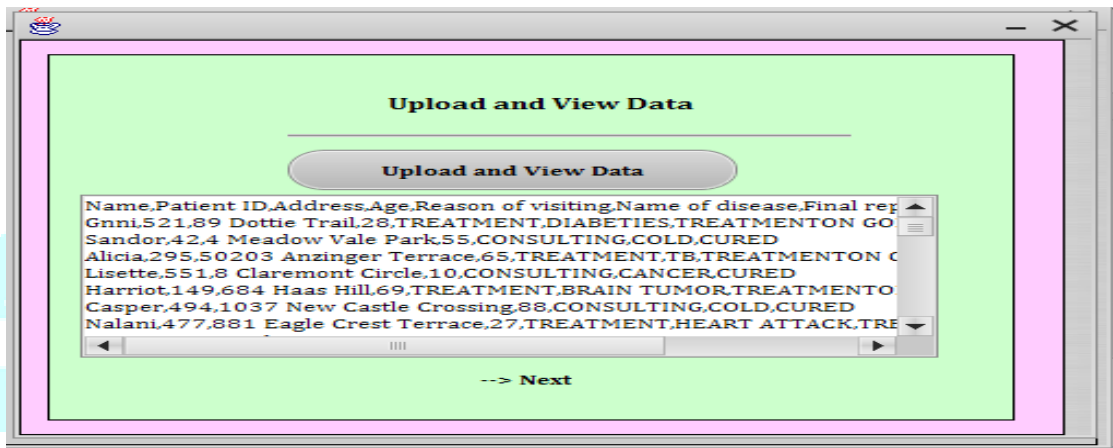 Upload and View Data
Upload and View Data
Name,Patient ID,Address,Age,Reason of visiting,Name of disease,Final rep
Gnni,521,89 Dottie Trail,28,TREATMENT,DIABETIES,TREATMENTON GO
Sandor,42,4 Meadow Vale Park,55,CONSULTING,COLD,CURED
Alicia,295,50203 Anzinger Terrace,65,TREATMENT,TB,TREATMENTON
Lisette,551,8 Claremont Circle,10,CONSULTING,CANCER,CURED
Harriot,149,684 Haas Hill,69,TREATMENT,BRAIN TUMOR,TREATMENTO
Casper,494,1037 New Castle Crossing,88,CONSULTING,COLD,CURED
Nalani,477,881 Eagle Crest Terrace,27,TREATMENT,HEART ATTACK,TRE
--> Next